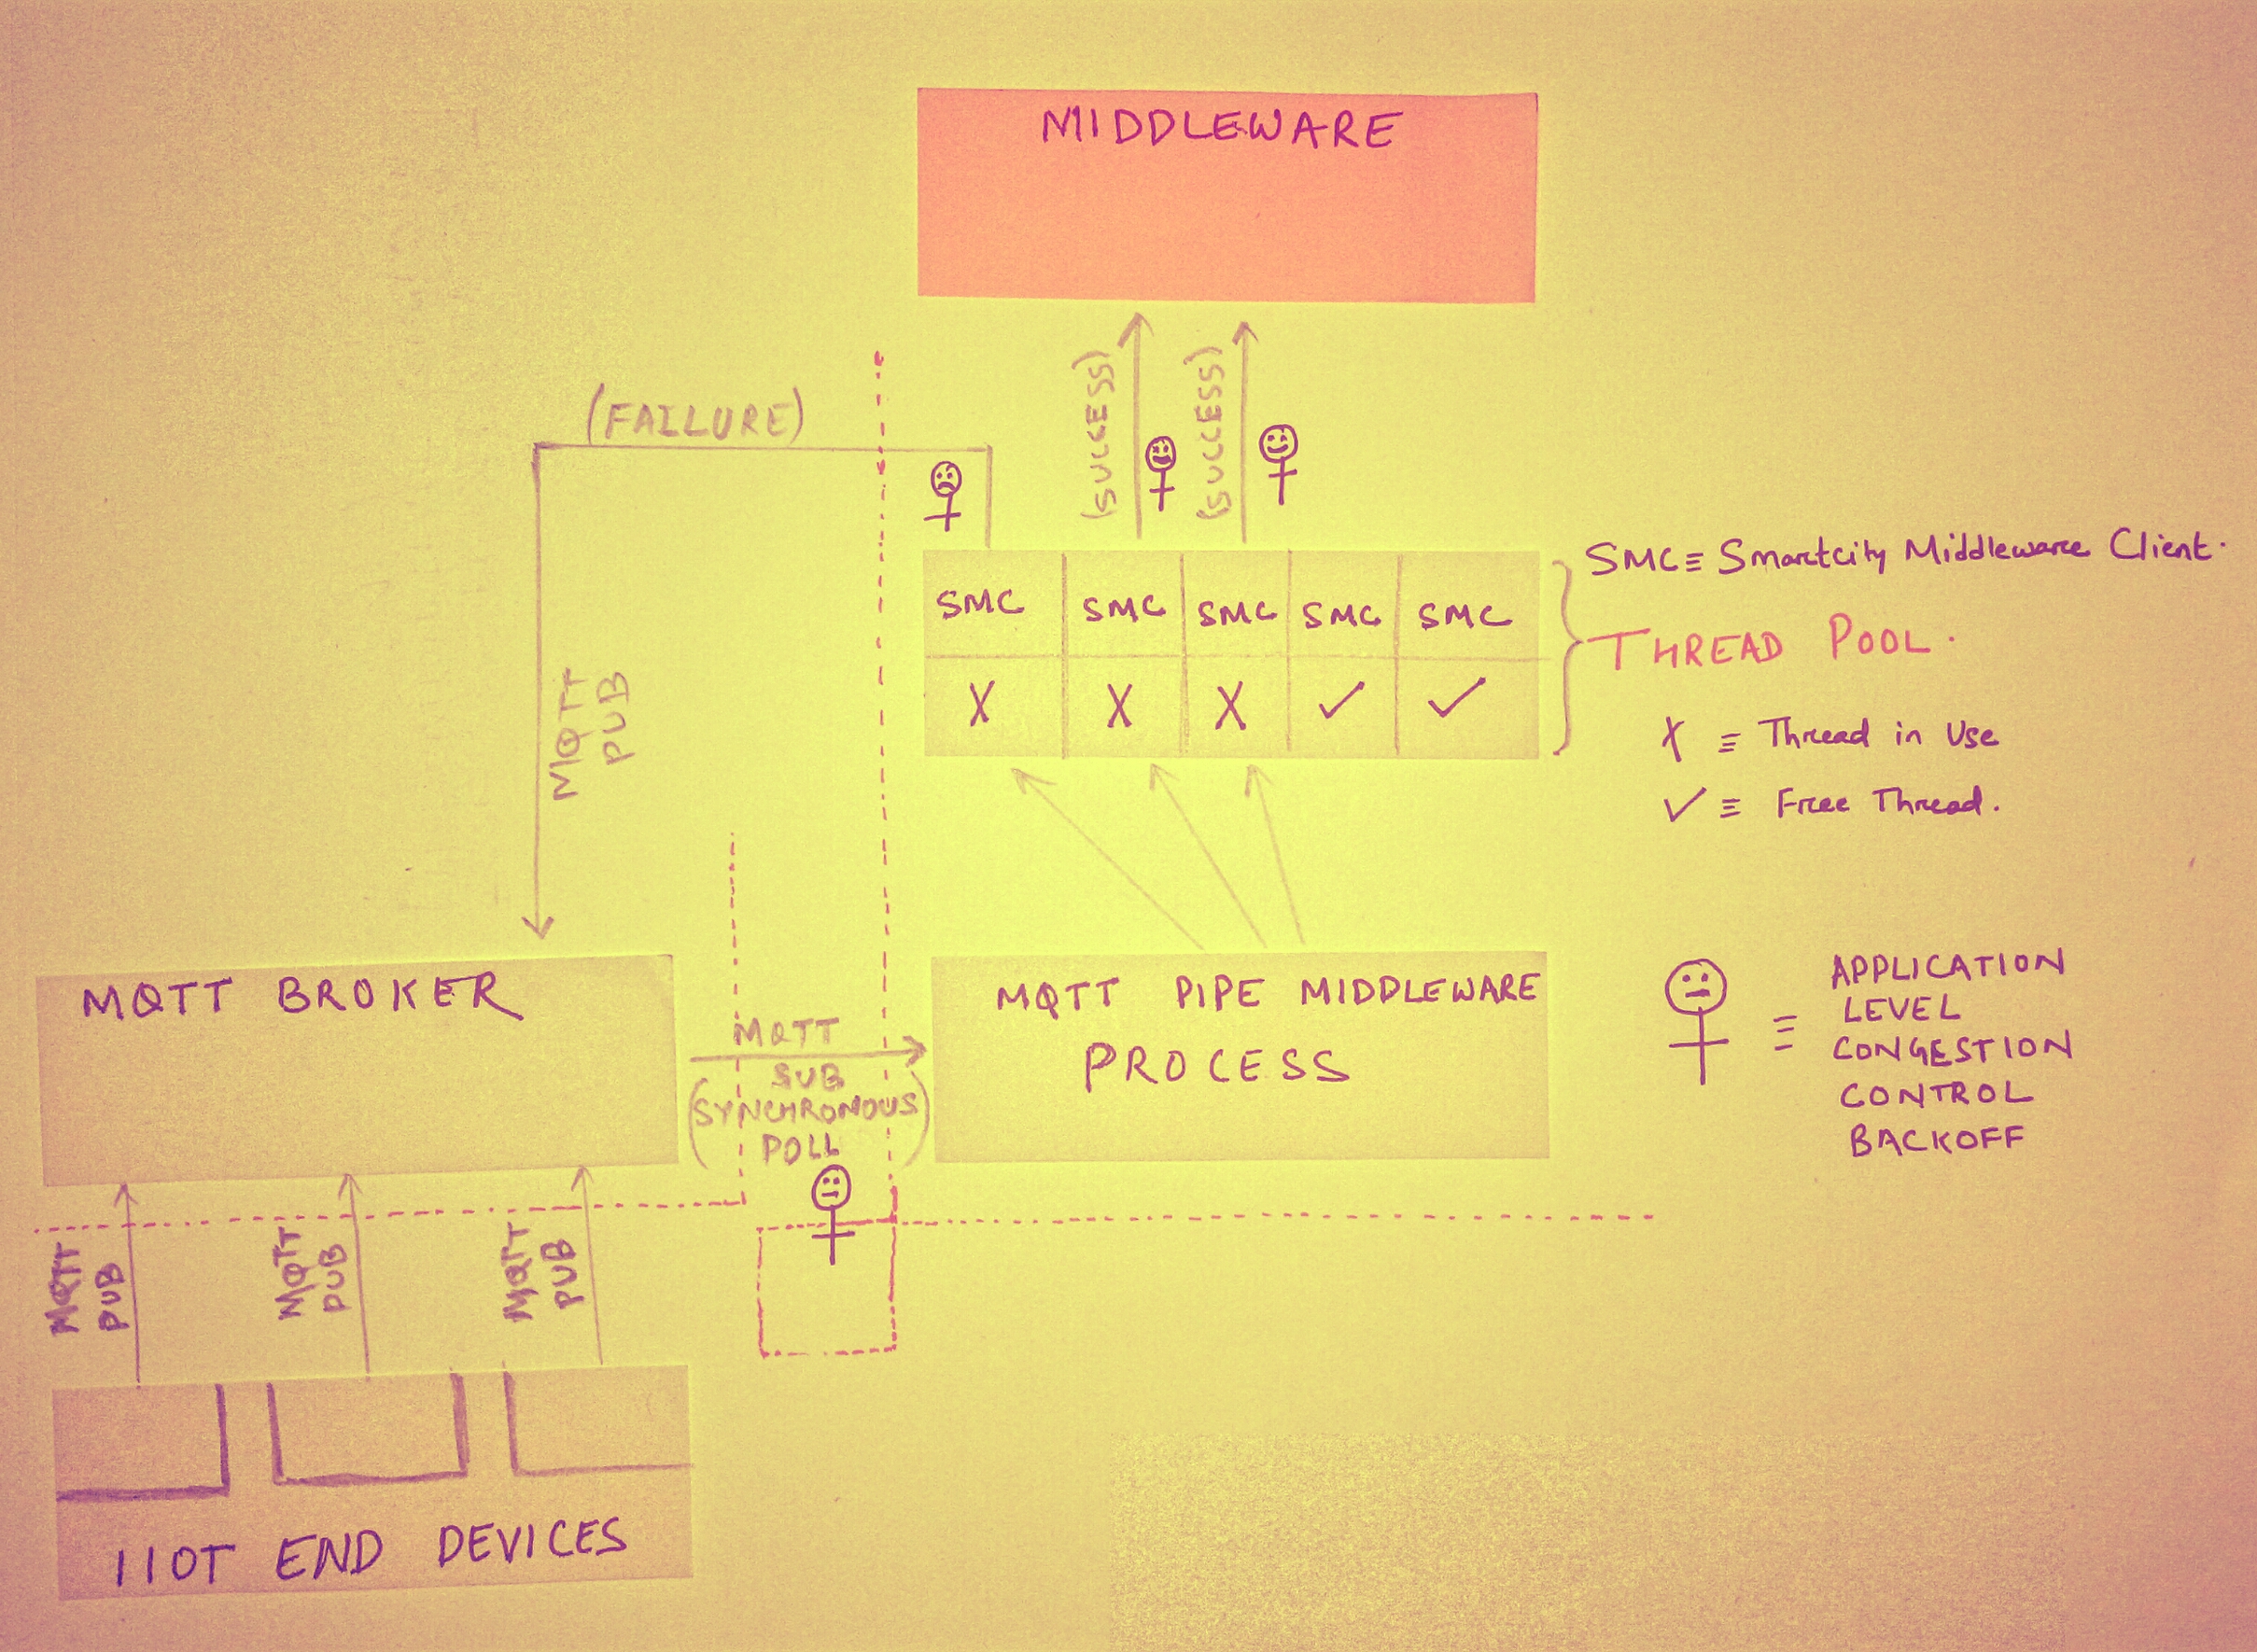 MIDDLEWARE
(FAILURE)
(SUCCESS)
(SUCCESS)
SMC ≡ Smartcity Middleware Client.
SMC SMC SMC SMC SMC
THREAD POOL.
X X X ✓ ✓
X ≡ Thread in Use
✓ ≡ Free Thread.
MQTT
PUB
MQTT BROKER
MQTT
SUB
(SYNCHRONOUS
POLL)
MQTT PIPE MIDDLEWARE
PROCESS
≡ APPLICATION
LEVEL
CONGESTION
CONTROL
BACKOFF
MQTT
PUB
MQTT
PUB
MQTT
PUB
IIOT END DEVICES